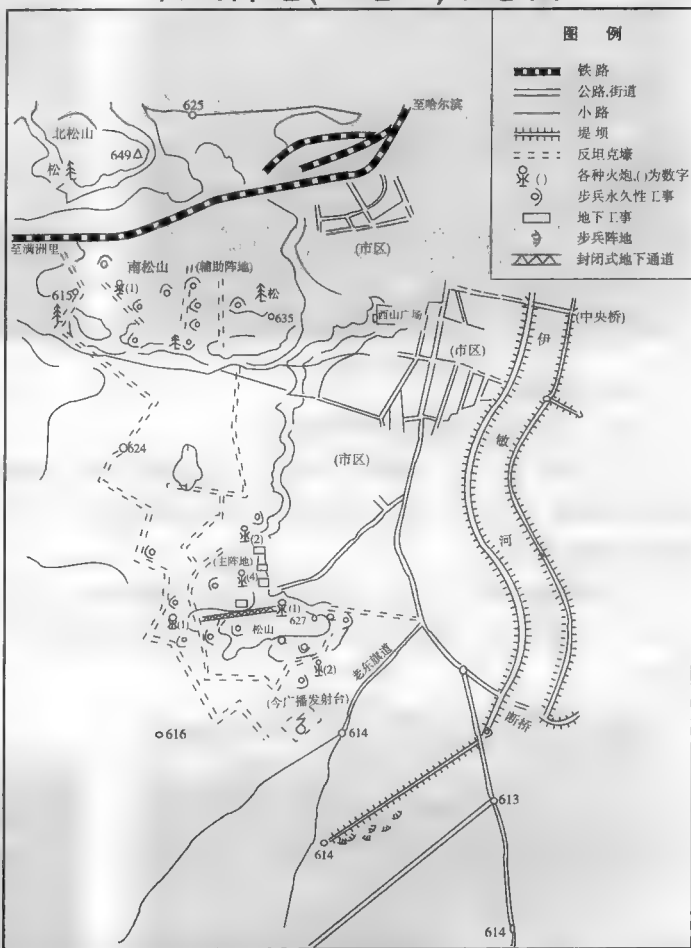 图 例
铁路
公路,街道
小路
堤坝
反坦克壕
( ) 各种火炮,( )为数字
步兵永久性工事
地下工事
步兵阵地
封闭式地下通道
625
至哈尔滨
北松山
649
松
至满洲里
(市区)
南松山
(辅助阵地)
(1)
松
615
635
西山广场
(中央桥)
(市区)
伊
敏
河
624
(市区)
(2)
(主阵地)
(4)
(1)
627
(1)
松山
(2)
老东旗道
(今广播发射台)
断桥
616
614
613
614
614